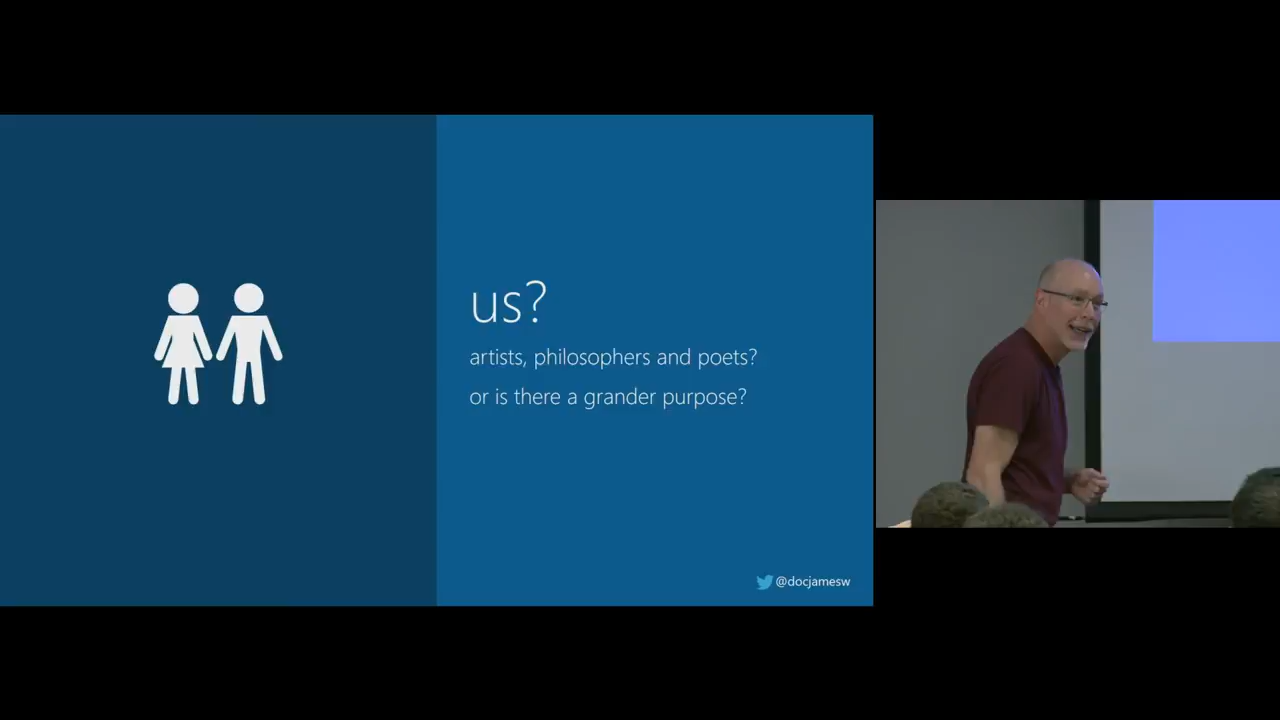 us?
artists, philosophers and poets?
or is there a grander purpose?
@docjamesw